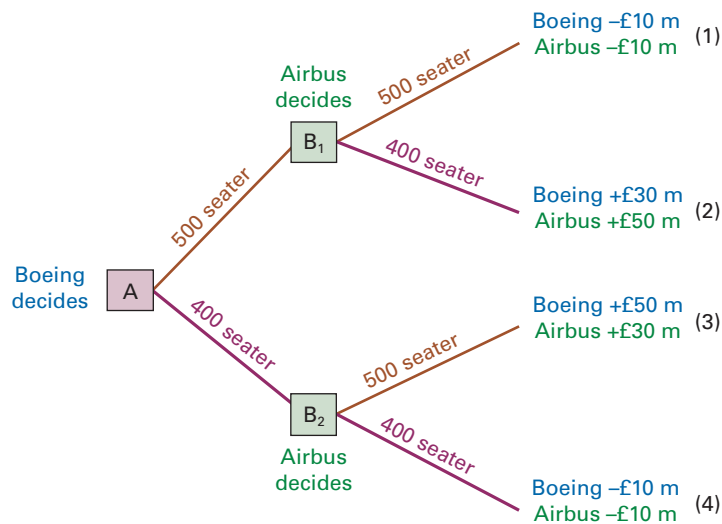 Boeing –£10 m
Airbus –£10 m
(1)
Airbus
decides
500 seater
B₁
400 seater
500 seater
Boeing +£30 m
Airbus +£50 m
(2)
Boeing
decides
A
400 seater
Boeing +£50 m
Airbus +£30 m
(3)
500 seater
B₂
400 seater
Airbus
decides
Boeing –£10 m
Airbus –£10 m
(4)